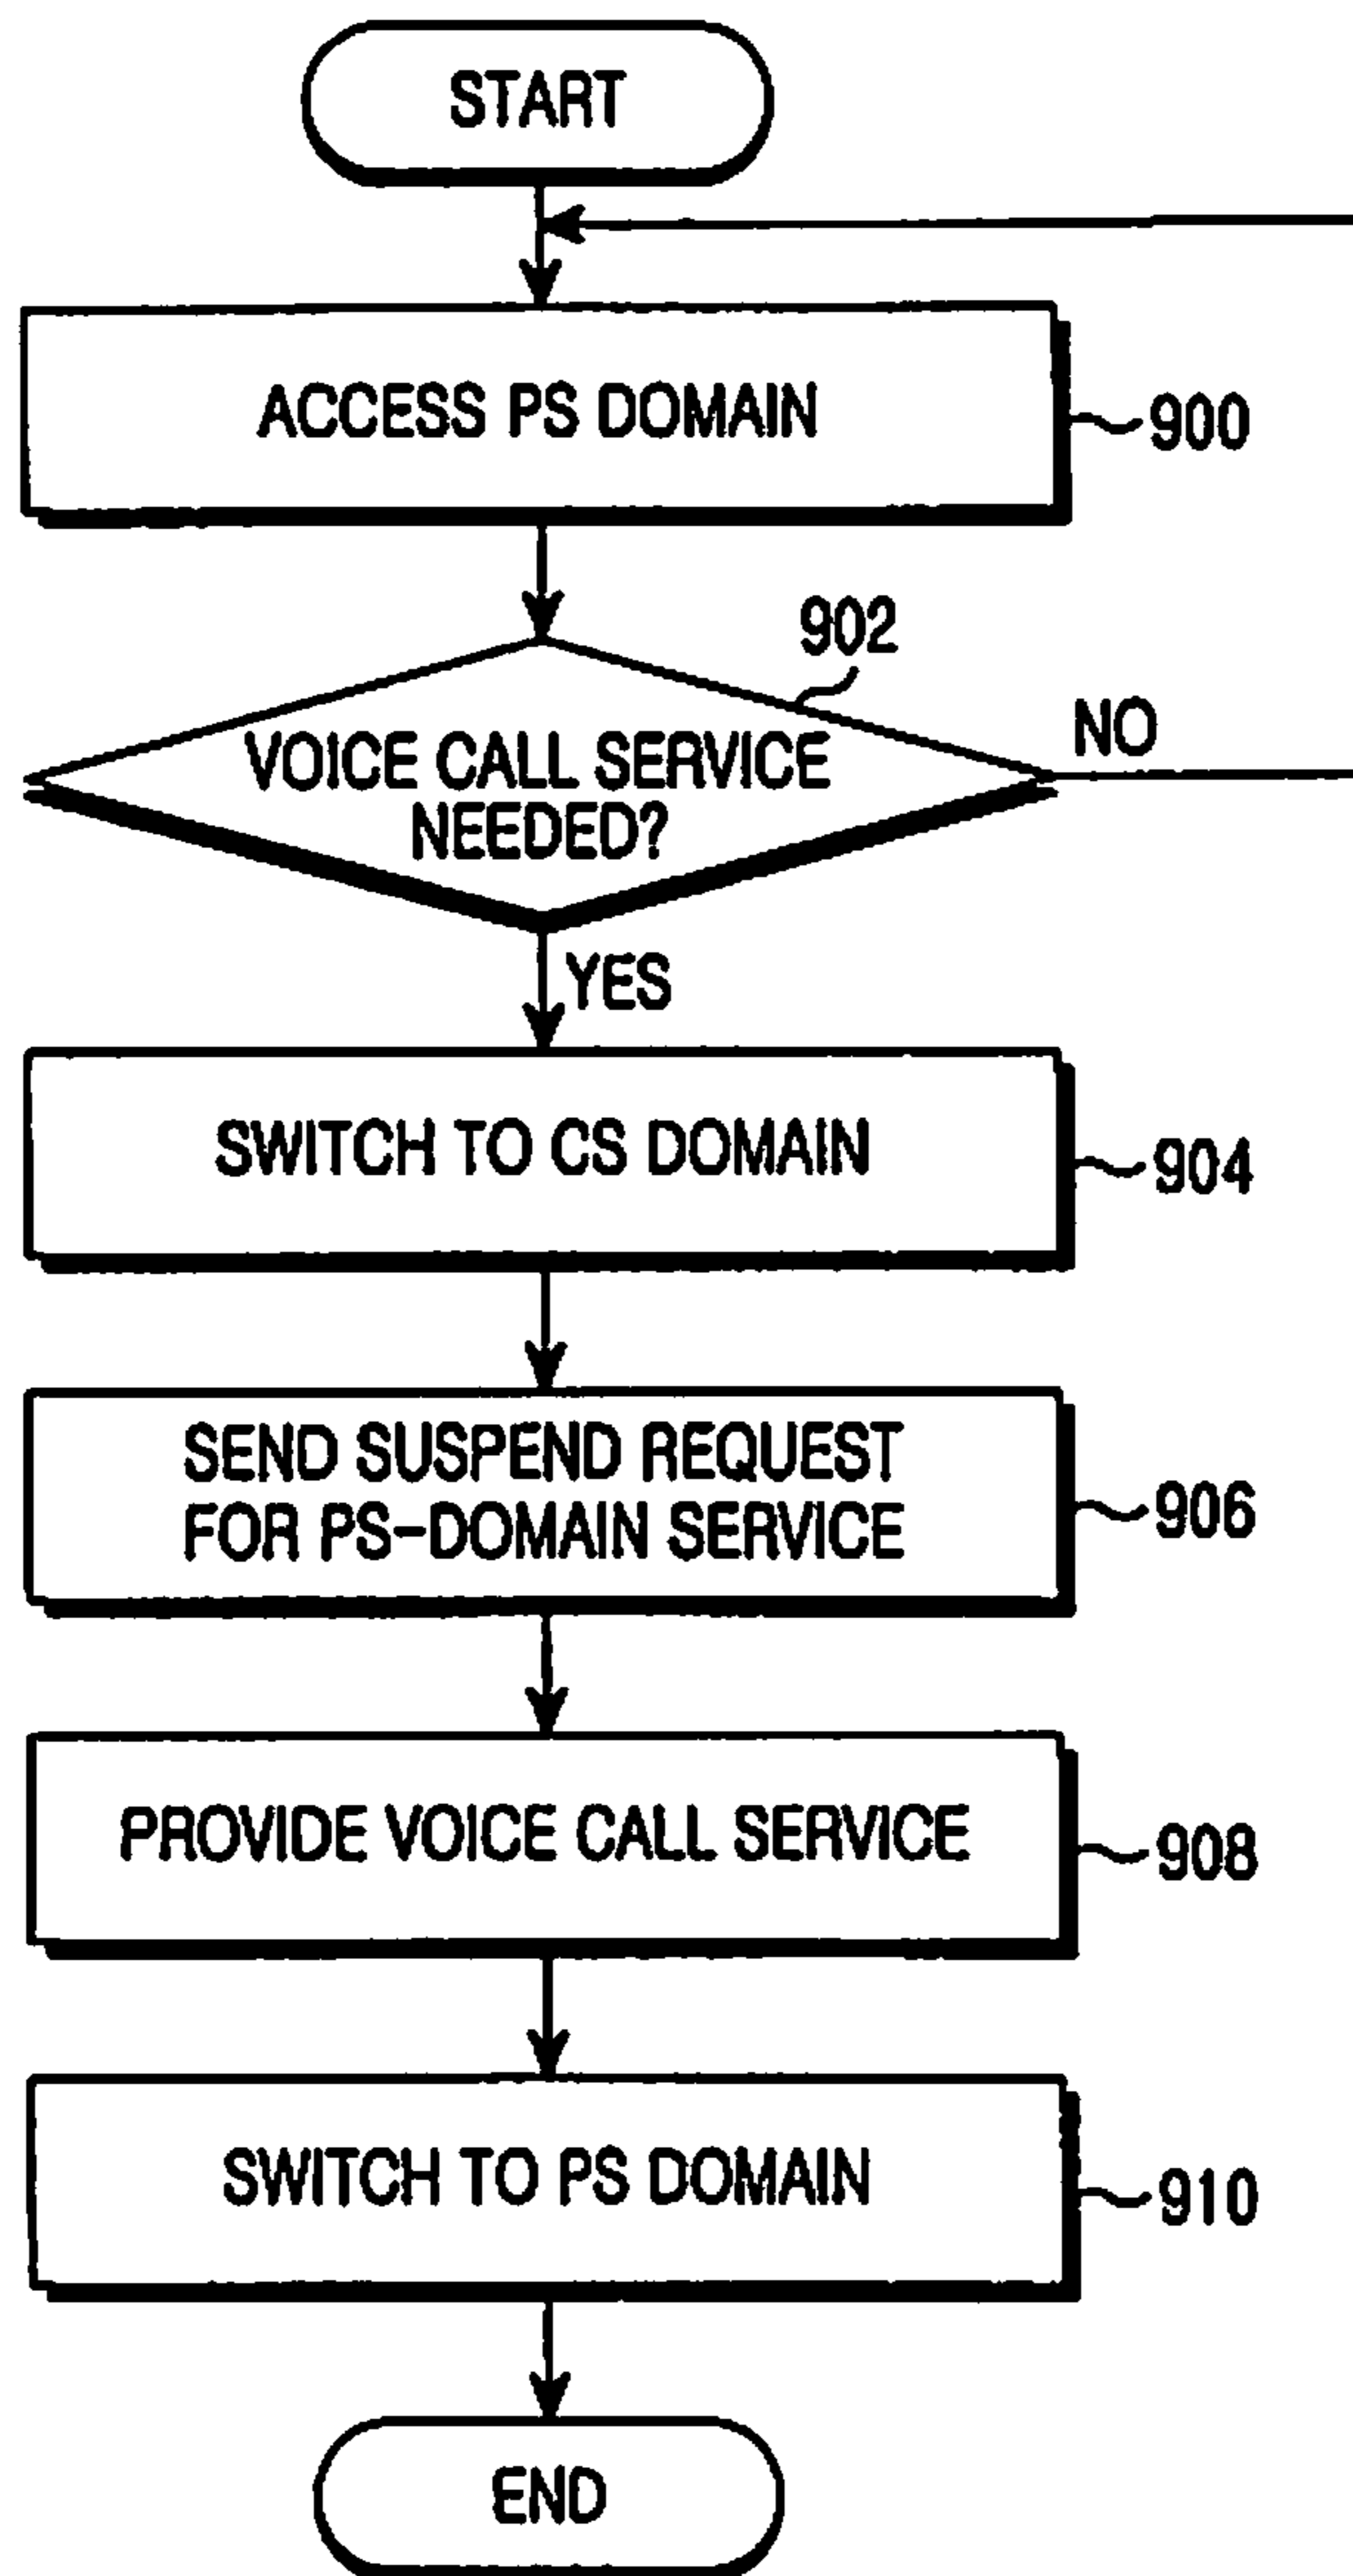 START
ACCESS PS DOMAIN
900
902
VOICE CALL SERVICE
NEEDED?
NO
YES
SWITCH TO CS DOMAIN
904
SEND SUSPEND REQUEST
FOR PS-DOMAIN SERVICE
906
PROVIDE VOICE CALL SERVICE
908
SWITCH TO PS DOMAIN
910
END